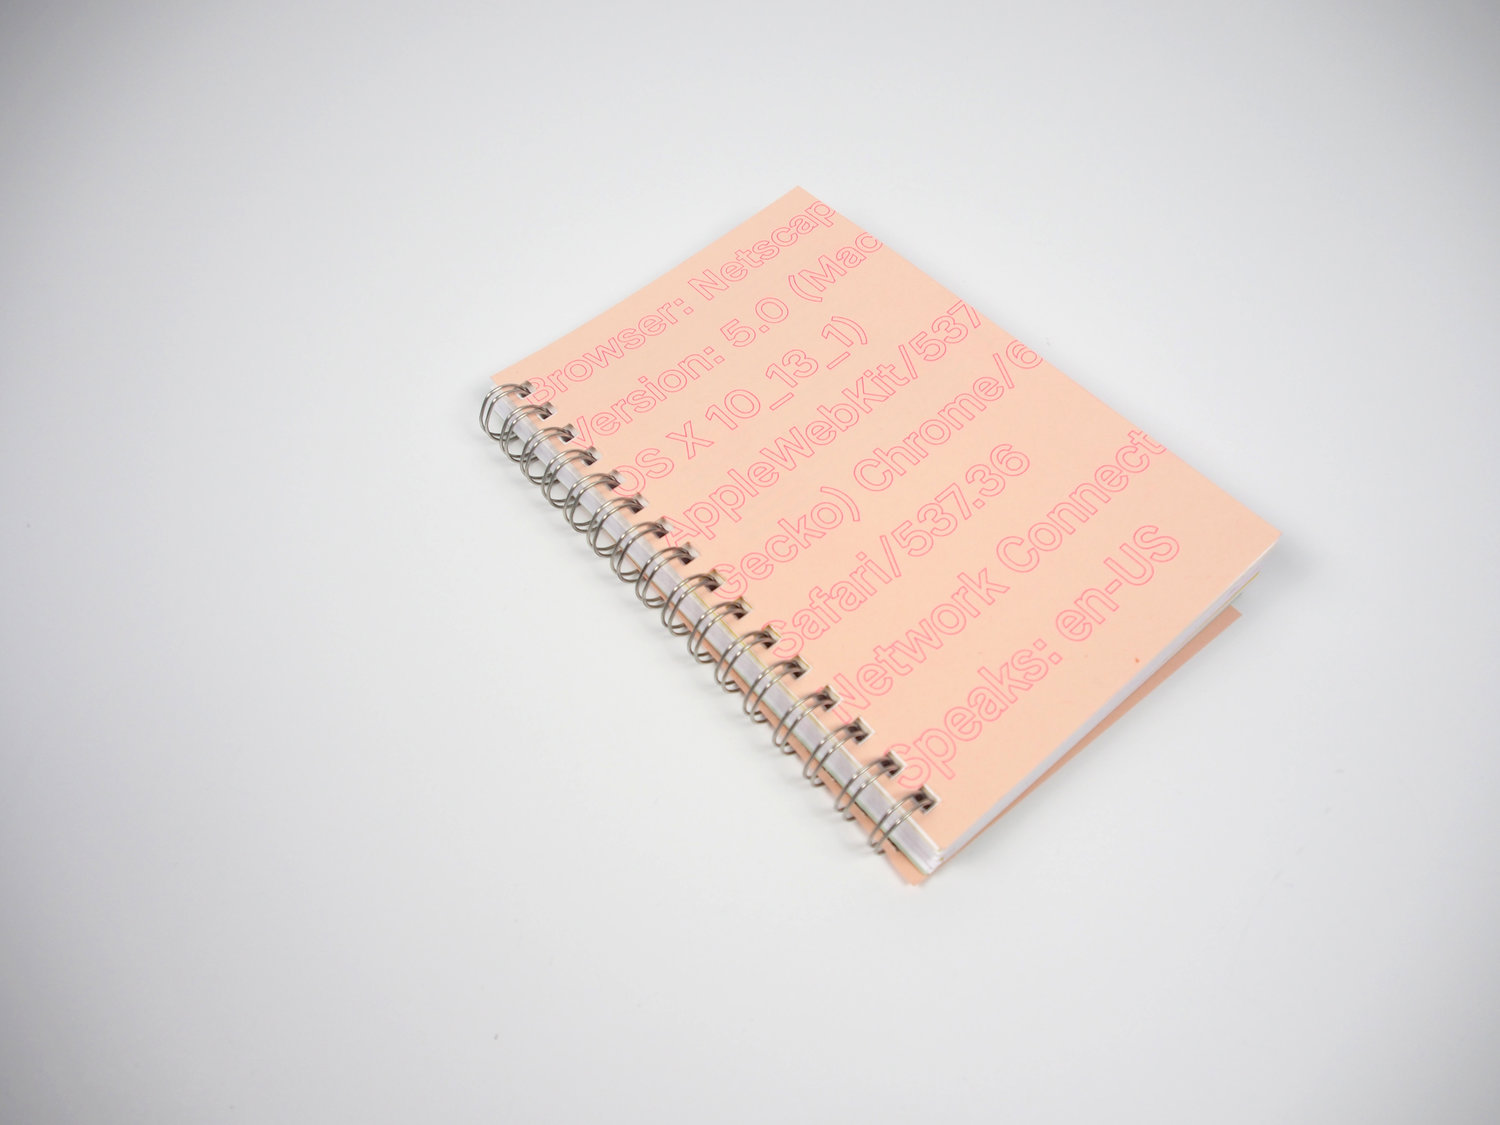 Browser: Netscap
Version: 5.0 (Mac
OS X 10_13_1)
AppleWebKit/537
Gecko) Chrome/6
Safari/537.36
Network Connect
Speaks: en-US